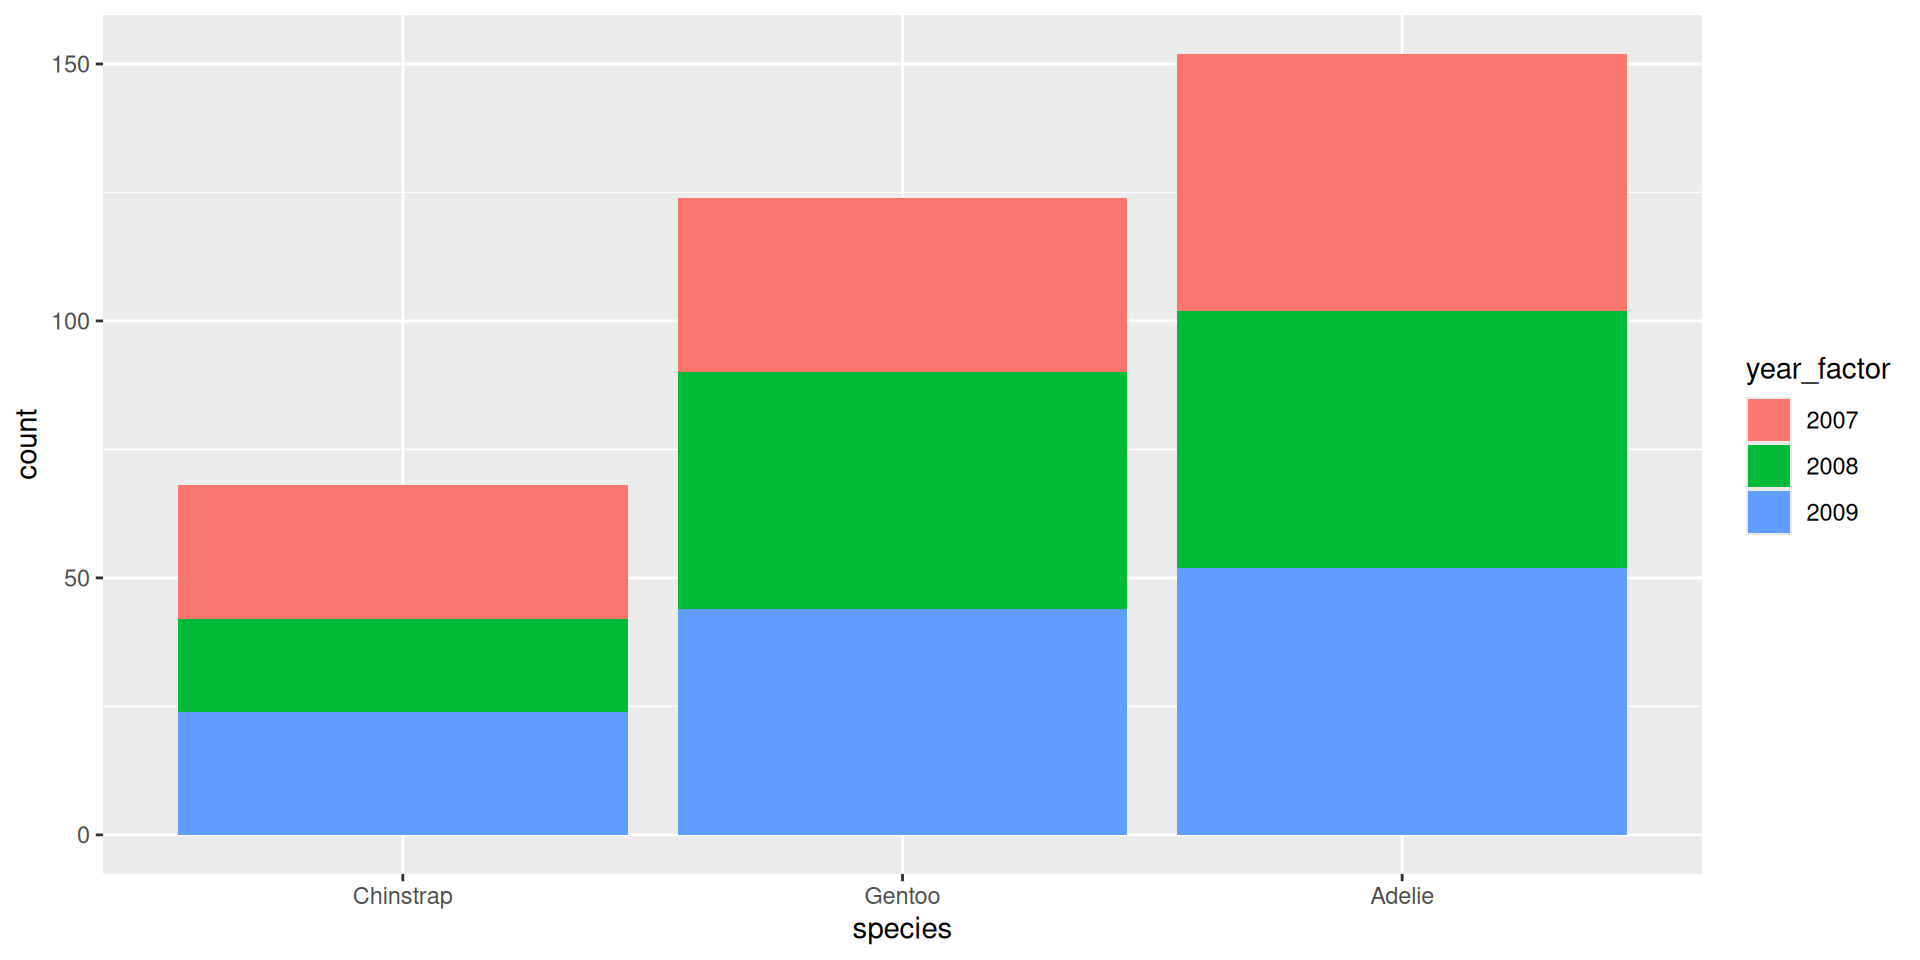 150
100
50
0
count
Chinstrap
Gentoo
Adelie
species
year_factor
2007
2008
2009